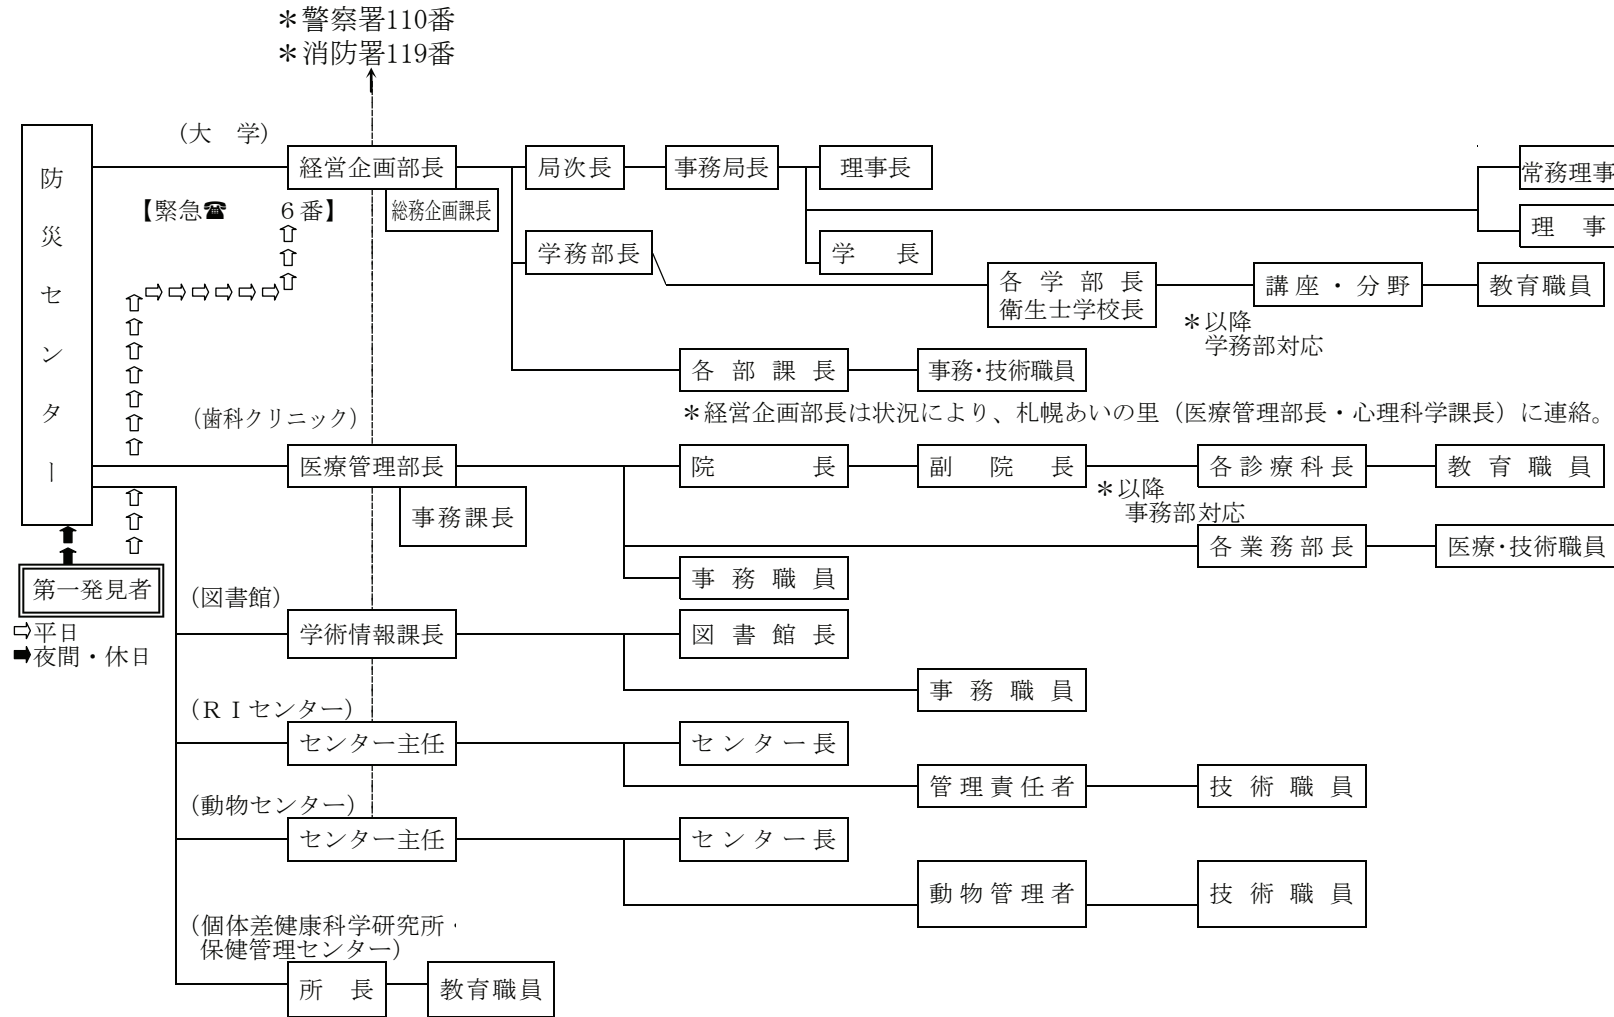 ＊警察署110番
＊消防署119番
（大　学）
防災センター
経営企画部長
局次長
事務局長
理事長
常務理事
【緊急☎　　６番】
総務企画課長
理　事
学務部長
学　長
各学部長
衛生士学校長
講座・分野
教育職員
＊以降
学務部対応
各部課長
事務・技術職員
＊経営企画部長は状況により、札幌あいの里（医療管理部長・心理科学課長）に連絡。
（歯科クリニック）
医療管理部長
院　長
副院長
各診療科長
教育職員
＊以降
事務部対応
事務課長
各業務部長
医療・技術職員
事務職員
第一発見者
⇨平日
➡夜間・休日
（図書館）
学術情報課長
図書館長
事務職員
（ＲＩセンター）
センター主任
センター長
管理責任者
技術職員
（動物センター）
センター主任
センター長
動物管理者
技術職員
（個体差健康科学研究所・
保健管理センター）
所　長
教育職員